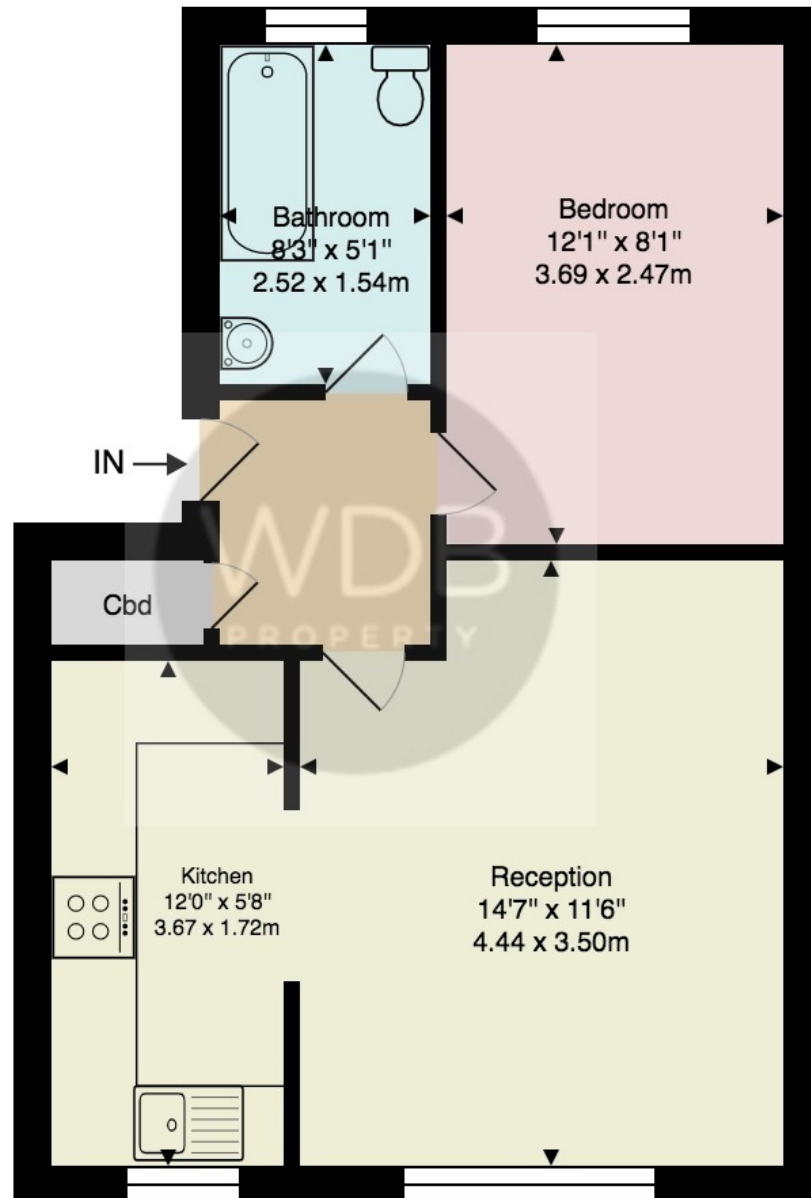 Bathroom
8'3" x 5'1"
2.52 x 1.54m
Bedroom
12'1" x 8'1"
3.69 x 2.47m
IN
WDB
PROPERTY
Cbd
Kitchen
12'0" x 5'8"
3.67 x 1.72m
Reception
14'7" x 11'6"
4.44 x 3.50m